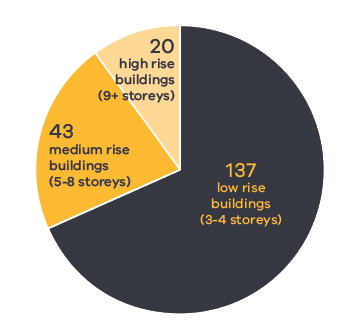 20
high rise
buildings
(9+ storeys)
43
medium rise
buildings
(5-8 storeys)
137
low rise
buildings
(3-4 storeys)